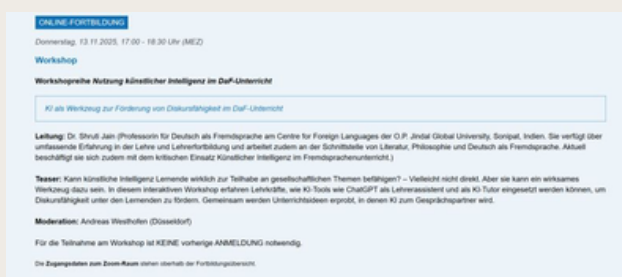 ONLINE-FORTBILDUNG
Donnerstag, 13.11.2025, 17:00 - 18:30 Uhr (MEZ)
Workshop
Workshopreihe Nutzung künstlicher Intelligenz im DaF-Unterricht
KI als Werkzeug zur Förderung von Diskursfähigkeit im DaF-Unterricht
Leitung: Dr. Shruti Jain (Professorin für Deutsch als Fremdsprache am Centre for Foreign Languages der O.P. Jindal Global University, Sonipat, Indien. Sie verfügt über
umfassende Erfahrung in der Lehre und Lehrerfortbildung und arbeitet zudem an der Schnittstelle von Literatur, Philosophie und Deutsch als Fremdsprache. Aktuell
beschäftigt sie sich zudem mit dem kritischen Einsatz Künstlicher Intelligenz im Fremdsprachenunterricht.)
Teaser: Kann künstliche Intelligenz Lernende wirklich zur Teilhabe an gesellschaftlichen Themen befähigen? – Vielleicht nicht direkt. Aber sie kann ein wirksames
Werkzeug dazu sein. In diesem interaktiven Workshop erfahren Lehrkräfte, wie KI-Tools wie ChatGPT als Lehrerassistent und als KI-Tutor eingesetzt werden können, um
Diskursfähigkeit unter den Lernenden zu fördern. Gemeinsam werden Unterrichtsideen erprobt, in denen KI zum Gesprächspartner wird.
Moderation: Andreas Westhofen (Düsseldorf)
Für die Teilnahme am Workshop ist KEINE vorherige ANMELDUNG notwendig.
Die Zugangsdaten zum Zoom-Raum stehen oberhalb der Fortbildungsübersicht.